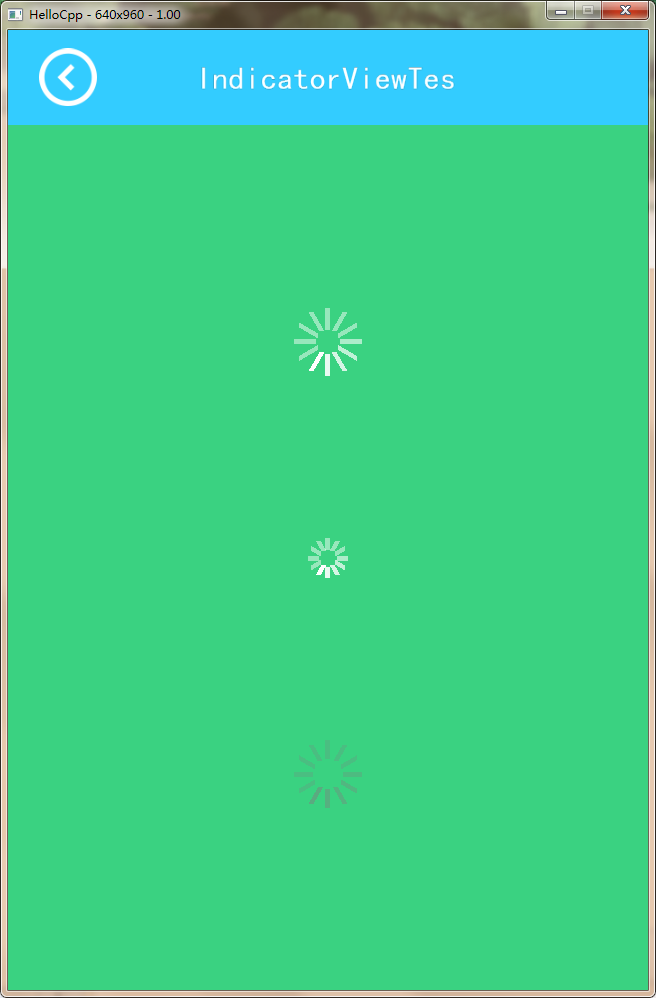 HelloCpp - 640x960 - 1.00
IndicatorViewTes